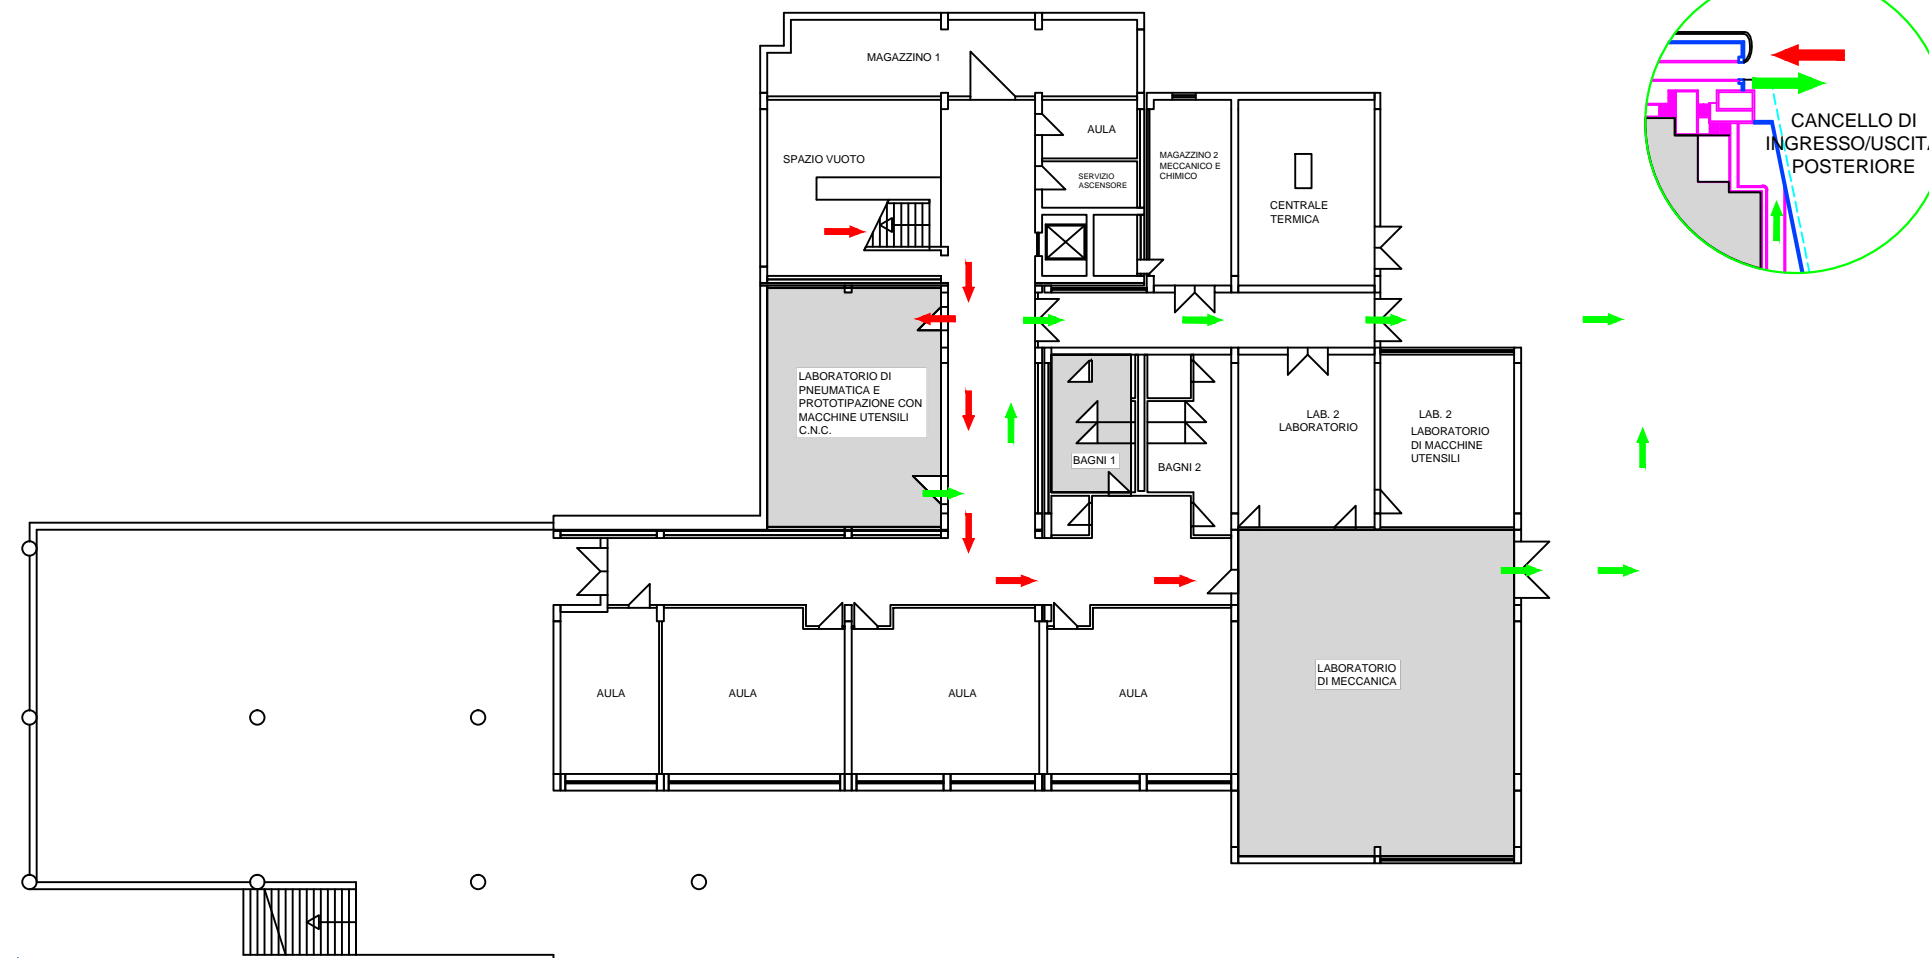 MAGAZZINO 1
CANCELLO DI
INGRESSO/USCITA
POSTERIORE
AULA
SPAZIO VUOTO
MAGAZZINO 2
MECCANICO E
CHIMICO
SERVIZIO
ASCENSORE
CENTRALE
TERMICA
LABORATORIO DI
PNEUMATICA E
PROTOTIPAZIONE CON
MACCHINE UTENSILI
C.N.C.
LAB. 2
LABORATORIO
LAB. 2
LABORATORIO
DI MACCHINE
UTENSILI
BAGNI 1
BAGNI 2
LABORATORIO
DI MECCANICA
AULA
AULA
AULA
AULA